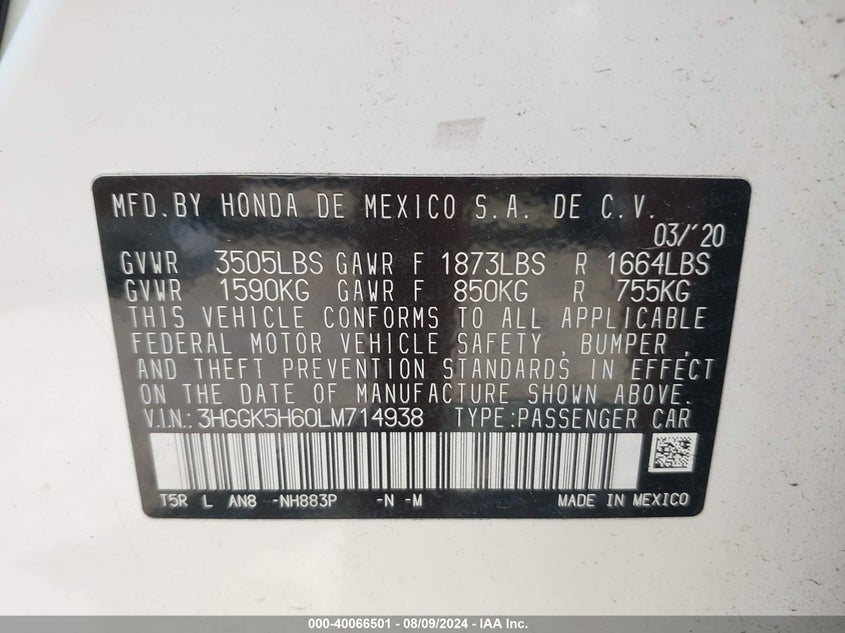 MFD.BY HONDA DE MEXICO S.A. DE C.V.
03/'20
GVWR 3505LBS GAWR F 1873LBS R 1664LBS
GVWR 1590KG GAWR F 850KG R 755KG
THIS VEHICLE CONFORMS TO ALL APPLICABLE
FEDERAL MOTOR VEHICLE SAFETY , BUMPER ,
AND THEFT PREVENTION STANDARDS IN EFFECT
ON THE DATE OF MANUFACTURE SHOWN ABOVE.
V.I.N.: 3HGGK5H60LM714938 TYPE:PASSENGER CAR
T5R L AN8 -NH883P -N -M MADE IN MEXICO
000-40066501 - 08/09/2024 - IAA Inc.